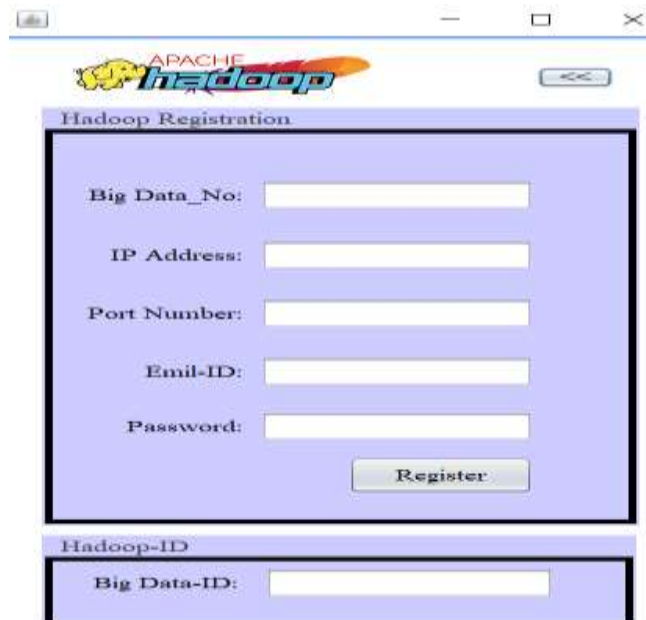 APACHE
hadoop
<<
Hadoop Registration
Big Data_No:
IP Address:
Port Number:
Emil-ID:
Password:
Register
Hadoop-ID
Big Data-ID: